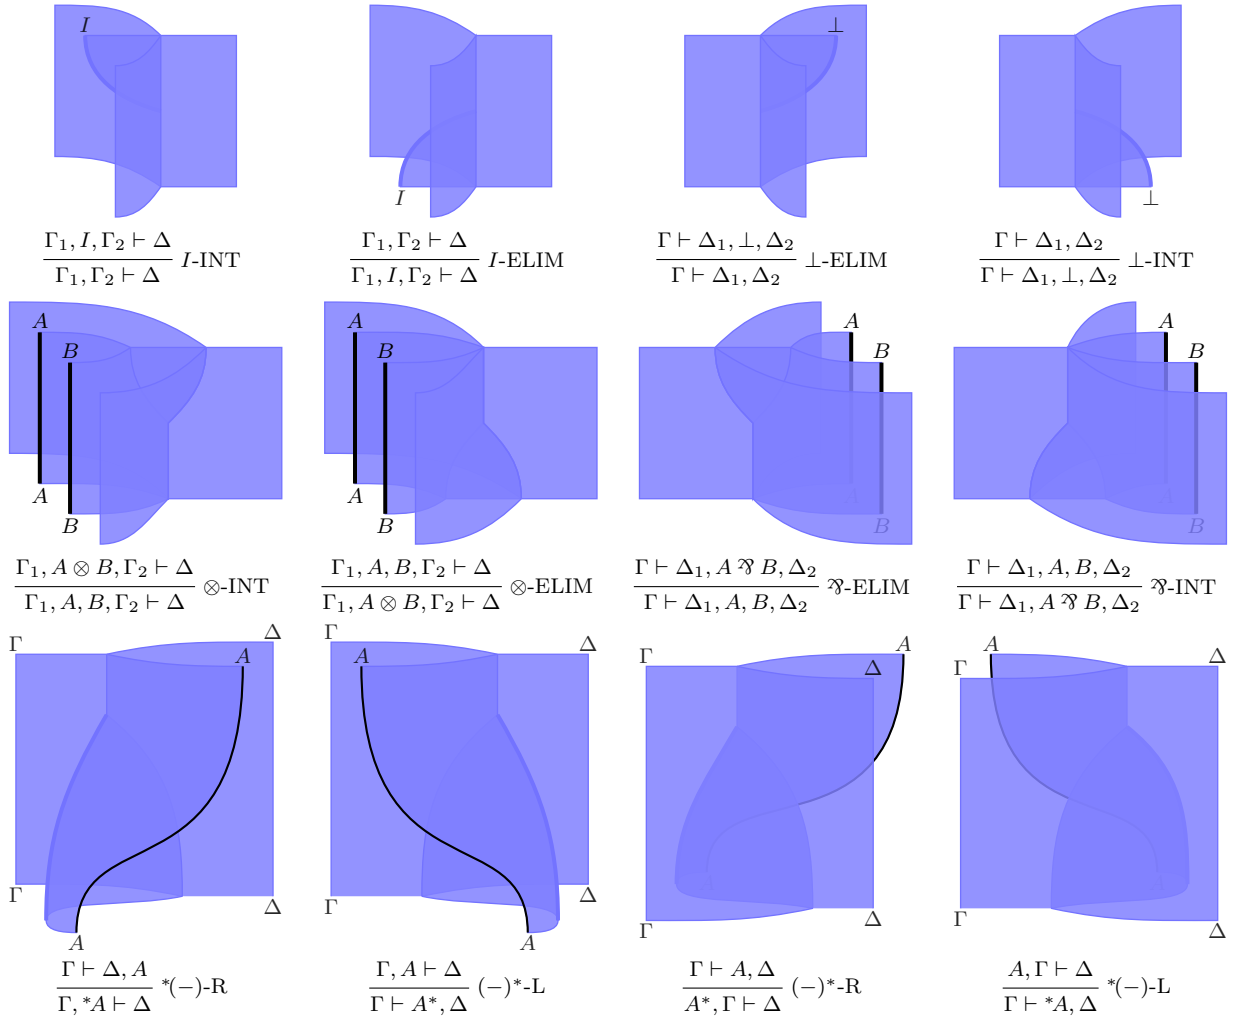 I ⊥
I ⊥
Γ₁, I, Γ₂ ⊢ Δ
Γ₁, Γ₂ ⊢ Δ I-INT
Γ₁, Γ₂ ⊢ Δ
Γ₁, I, Γ₂ ⊢ Δ I-ELIM
Γ ⊢ Δ₁, ⊥, Δ₂
Γ ⊢ Δ₁, Δ₂ ⊥-ELIM
Γ ⊢ Δ₁, Δ₂
Γ ⊢ Δ₁, ⊥, Δ₂ ⊥-INT
A A A A
B B B B
A A A A
B B B B
Γ₁, A ⊗ B, Γ₂ ⊢ Δ
Γ₁, A, B, Γ₂ ⊢ Δ ⊗-INT
Γ₁, A, B, Γ₂ ⊢ Δ
Γ₁, A ⊗ B, Γ₂ ⊢ Δ ⊗-ELIM
Γ ⊢ Δ₁, A ⅋ B, Δ₂
Γ ⊢ Δ₁, A, B, Δ₂ ⅋-ELIM
Γ ⊢ Δ₁, A, B, Δ₂
Γ ⊢ Δ₁, A ⅋ B, Δ₂ ⅋-INT
Γ Δ Γ Δ A A
A A Γ Δ Γ Δ
Γ Δ Γ Δ Γ Δ Γ Δ
A A
Γ ⊢ Δ, A
Γ, *A ⊢ Δ *(−)-R
Γ, A ⊢ Δ
Γ ⊢ A*, Δ (−)*-L
Γ ⊢ A, Δ
A*, Γ ⊢ Δ (−)*-R
A, Γ ⊢ Δ
Γ ⊢ *A, Δ *(−)-L